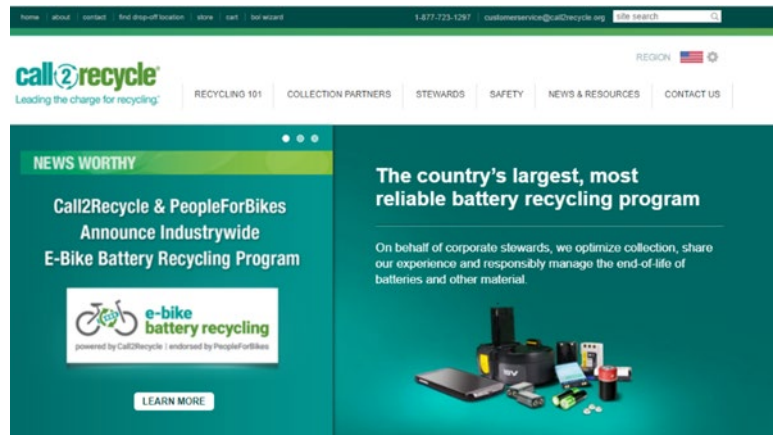 home | about | contact | find drop-off location | store | cart | bol wizard
1-877-723-1297 | customerservice@call2recycle.org
site search
REGION
call2recycle®
Leading the charge for recycling.®
RECYCLING 101
COLLECTION PARTNERS
STEWARDS
SAFETY
NEWS & RESOURCES
CONTACT US
NEWS WORTHY
Call2Recycle & PeopleForBikes
Announce Industrywide
E-Bike Battery Recycling Program
e-bike
battery recycling
powered by Call2Recycle | endorsed by PeopleForBikes
LEARN MORE
The country's largest, most
reliable battery recycling program
On behalf of corporate stewards, we optimize collection, share
our experience and responsibly manage the end-of-life of
batteries and other material.